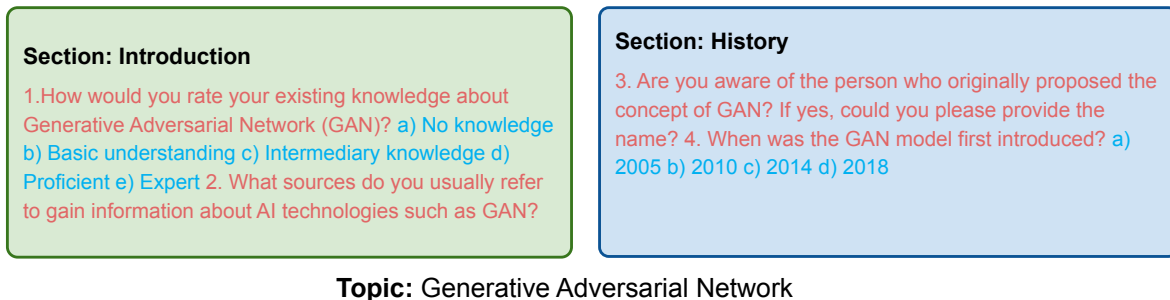 Section: Introduction
1.How would you rate your existing knowledge about
Generative Adversarial Network (GAN)? a) No knowledge
b) Basic understanding c) Intermediary knowledge d)
Proficient e) Expert 2. What sources do you usually refer
to gain information about AI technologies such as GAN?
Section: History
3. Are you aware of the person who originally proposed the
concept of GAN? If yes, could you please provide the
name? 4. When was the GAN model first introduced? a)
2005 b) 2010 c) 2014 d) 2018
Topic: Generative Adversarial Network